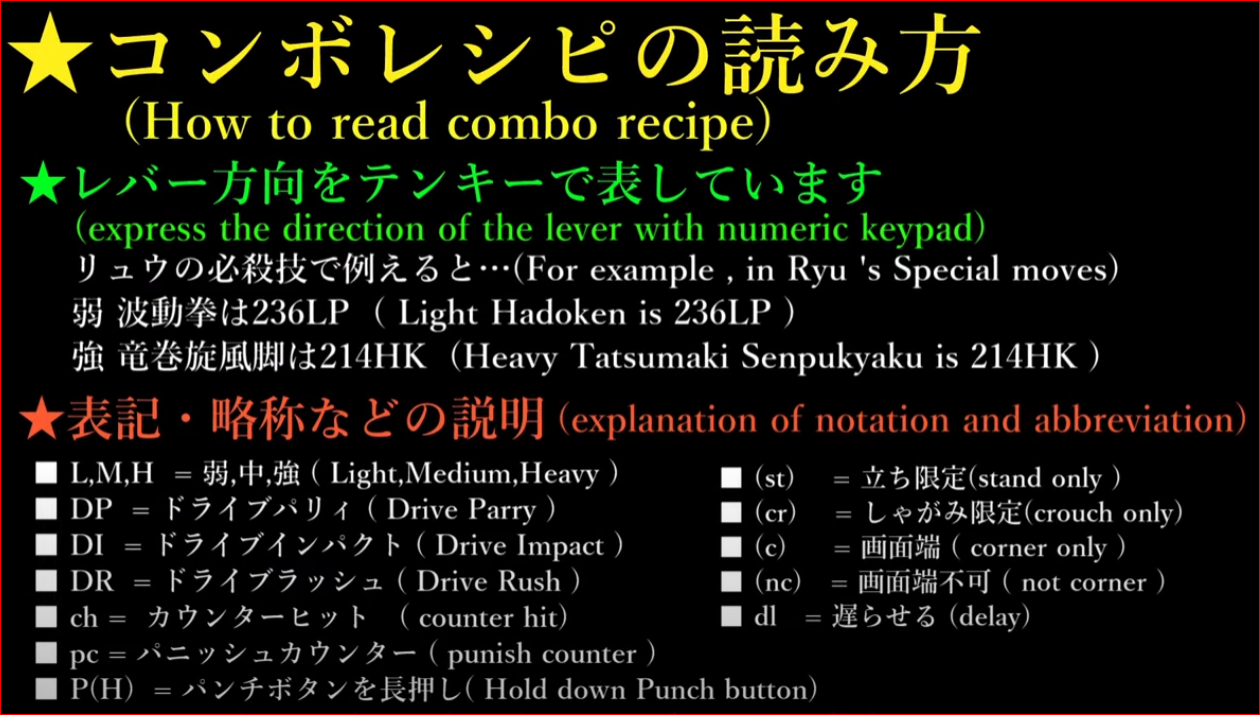 ★コンボレシピの読み方
(How to read combo recipe)
★レバー方向をテンキーで表しています
(express the direction of the lever with numeric keypad)
リュウの必殺技で例えると…(For example , in Ryu 's Special moves)
弱 波動拳は236LP ( Light Hadoken is 236LP )
強 竜巻旋風脚は214HK (Heavy Tatsumaki Senpukyaku is 214HK )
★表記・略称などの説明 (explanation of notation and abbreviation)
■ L,M,H = 弱,中,強 ( Light,Medium,Heavy )
■ DP = ドライブパリィ ( Drive Parry )
■ DI = ドライブインパクト ( Drive Impact )
■ DR = ドライブラッシュ ( Drive Rush )
■ ch = カウンターヒット ( counter hit)
■ pc = パニッシュカウンター ( punish counter )
■ P(H) = パンチボタンを長押し( Hold down Punch button)
■ (st) = 立ち限定(stand only )
■ (cr) = しゃがみ限定(crouch only)
■ (c) = 画面端 ( corner only )
■ (nc) = 画面端不可 ( not corner )
■ dl = 遅らせる (delay)